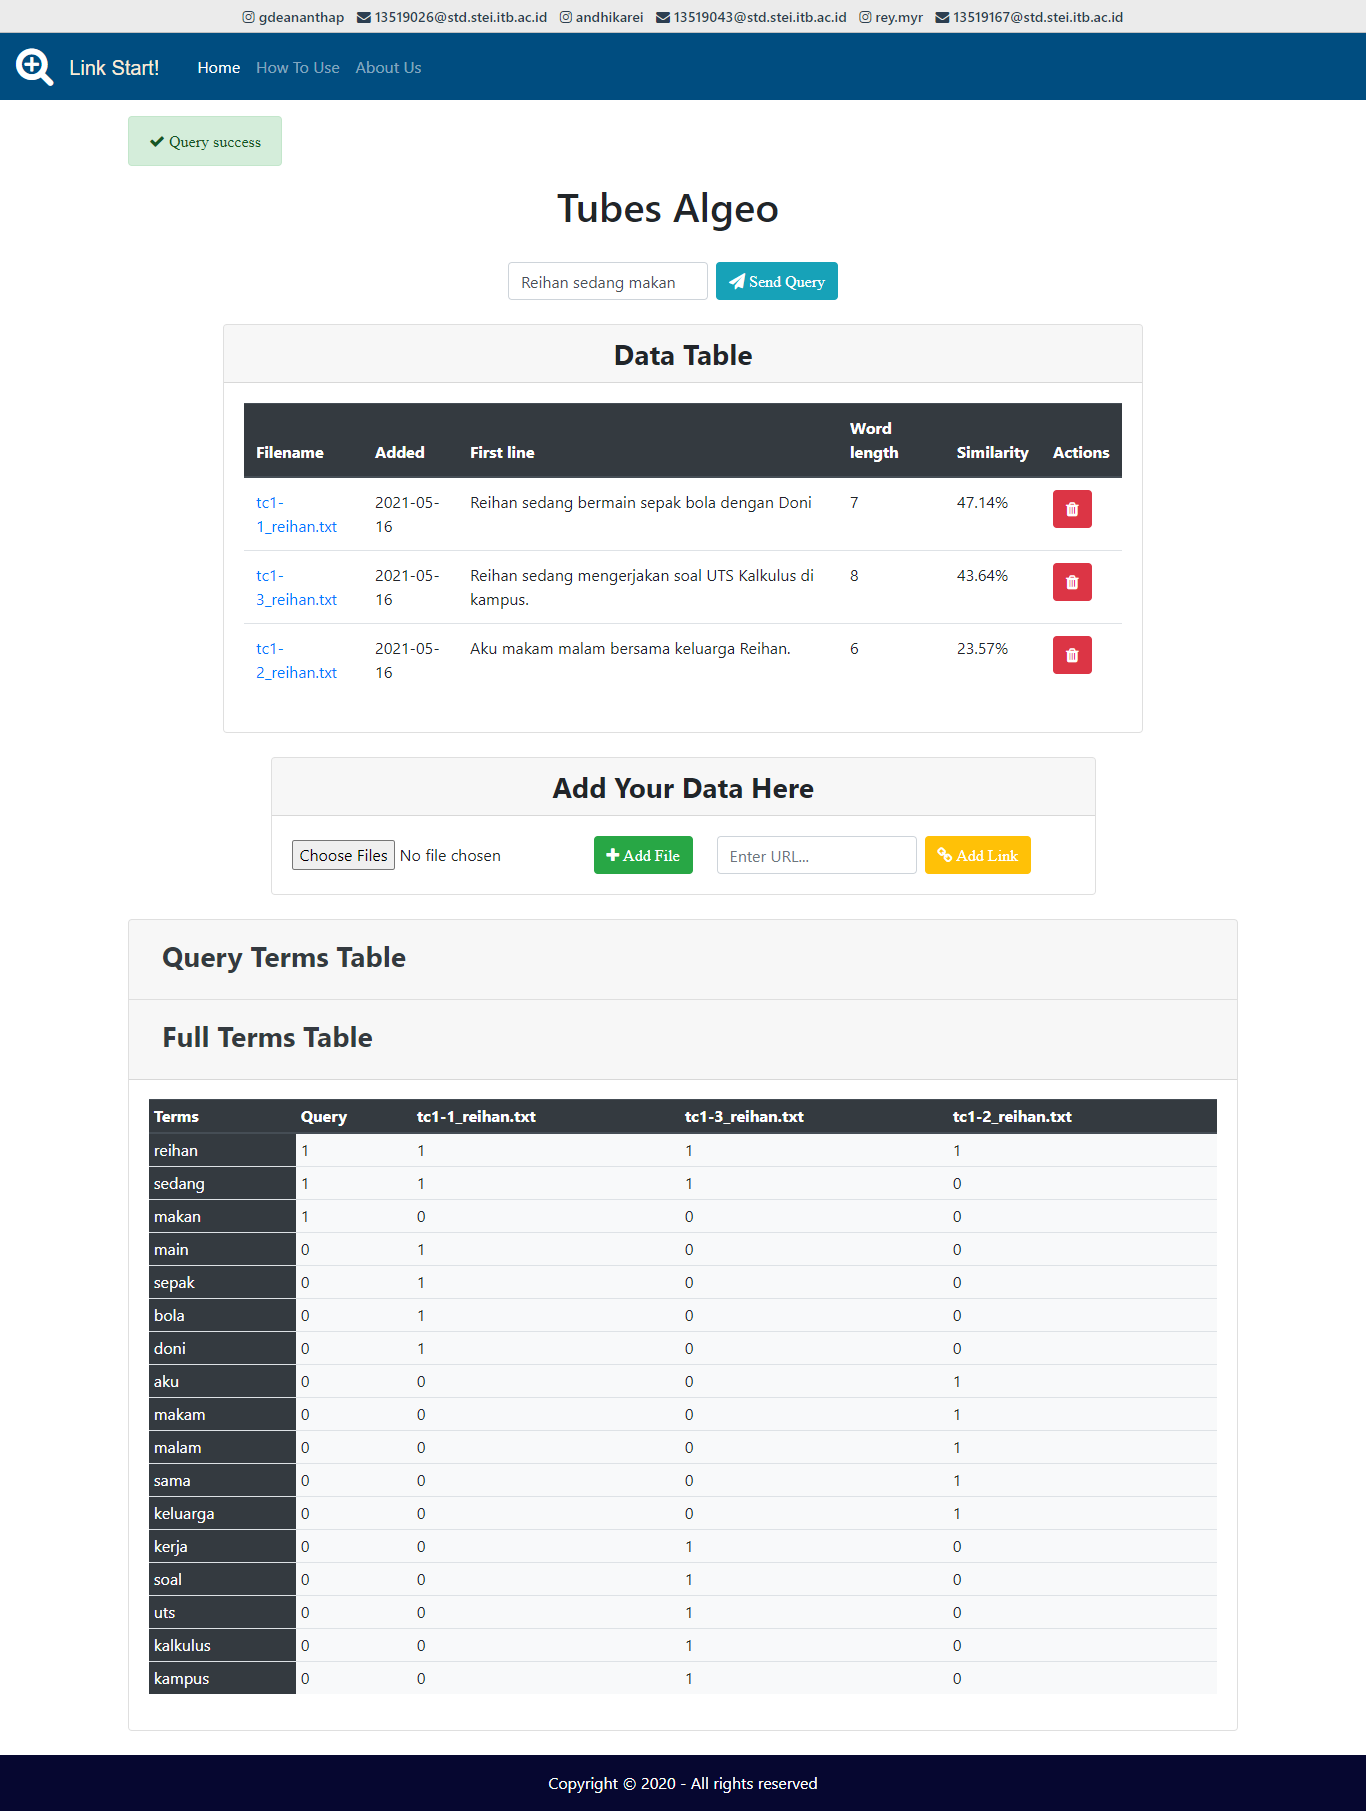 gdeananthap 13519026@std.stei.itb.ac.id andhikarei 13519043@std.stei.itb.ac.id rey.myr 13519167@std.stei.itb.ac.id
Link Start! Home How To Use About Us
Query success
Tubes Algeo
Reihan sedang makan Send Query
Data Table
Filename Added First line Word length Similarity Actions
tc1-1_reihan.txt 2021-05-16 Reihan sedang bermain sepak bola dengan Doni 7 47.14%
tc1-3_reihan.txt 2021-05-16 Reihan sedang mengerjakan soal UTS Kalkulus di kampus. 8 43.64%
tc1-2_reihan.txt 2021-05-16 Aku makam malam bersama keluarga Reihan. 6 23.57%
Add Your Data Here
Choose Files No file chosen Add File Enter URL... Add Link
Query Terms Table
Full Terms Table
Terms Query tc1-1_reihan.txt tc1-3_reihan.txt tc1-2_reihan.txt
reihan 1 1 1 1
sedang 1 1 1 0
makan 1 0 0 0
main 0 1 0 0
sepak 0 1 0 0
bola 0 1 0 0
doni 0 1 0 0
aku 0 0 0 1
makam 0 0 0 1
malam 0 0 0 1
sama 0 0 0 1
keluarga 0 0 0 1
kerja 0 0 1 0
soal 0 0 1 0
uts 0 0 1 0
kalkulus 0 0 1 0
kampus 0 0 1 0
Copyright © 2020 - All rights reserved